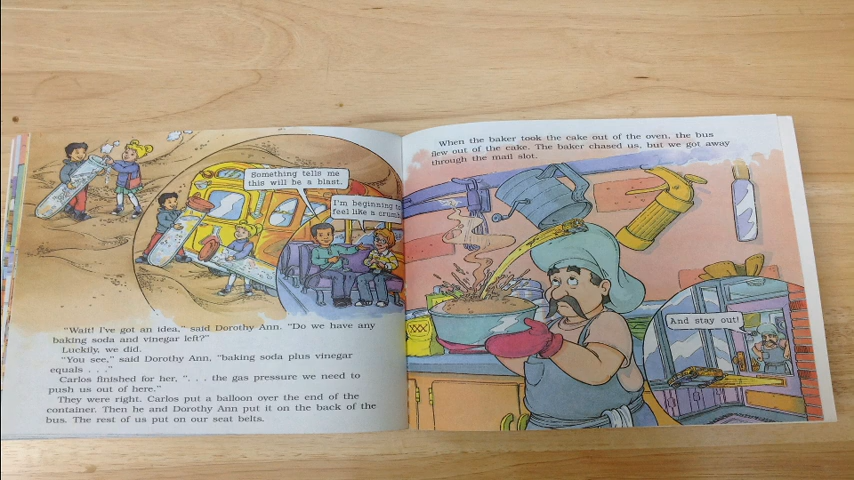 Something tells me
this will be a blast.
I'm beginning to
feel like a crumb
"Wait! I've got an idea," said Dorothy Ann. "Do we have any
baking soda and vinegar left?"
Luckily, we did.
"You see," said Dorothy Ann, "baking soda plus vinegar
equals . . ."
Carlos finished for her, ". . . the gas pressure we need to
push us out of here."
They were right. Carlos put a balloon over the end of the
container. Then he and Dorothy Ann put it on the back of the
bus. The rest of us put on our seat belts.
When the baker took the cake out of the oven, the bus
flew out of the cake. The baker chased us, but we got away
through the mail slot.
XXX
And stay out!